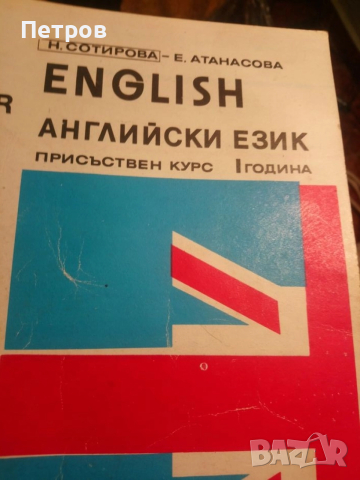 Петров
Н. СОТИРОВА – Е. АТАНАСОВА
ENGLISH
R
АНГЛИЙСКИ ЕЗИК
ПРИСЪСТВЕН КУРС I ГОДИНА
BAZAR